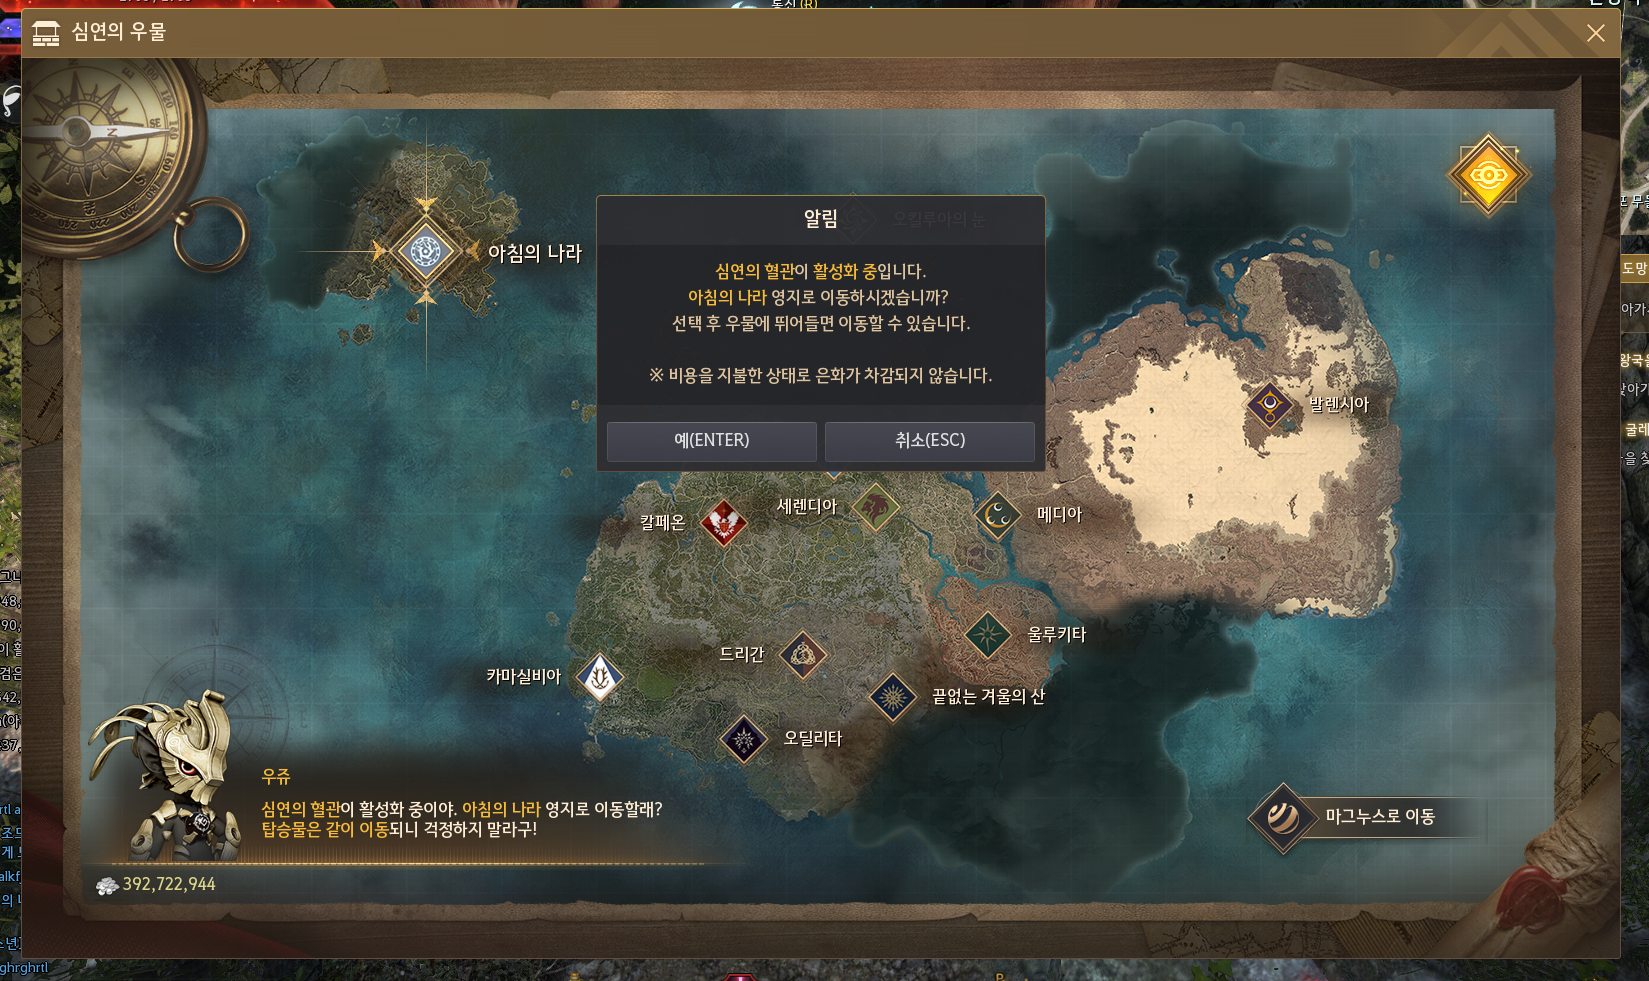 심연의 우물
아침의 나라
알림
오킬루아의 눈
심연의 혈관이 활성화 중입니다.
아침의 나라 영지로 이동하시겠습니까?
선택 후 우물에 뛰어들면 이동할 수 있습니다.
※ 비용을 지불한 상태로 은화가 차감되지 않습니다.
예(ENTER)
취소(ESC)
발렌시아
칼페온
세렌디아
메디아
울루키타
드리간
카마실비아
끝없는 겨울의 산
오딜리타
우쥬
심연의 혈관이 활성화 중이야. 아침의 나라 영지로 이동할래?
탑승물은 같이 이동되니 걱정하지 말라구!
마그누스로 이동
392,722,944
ghrghrtl